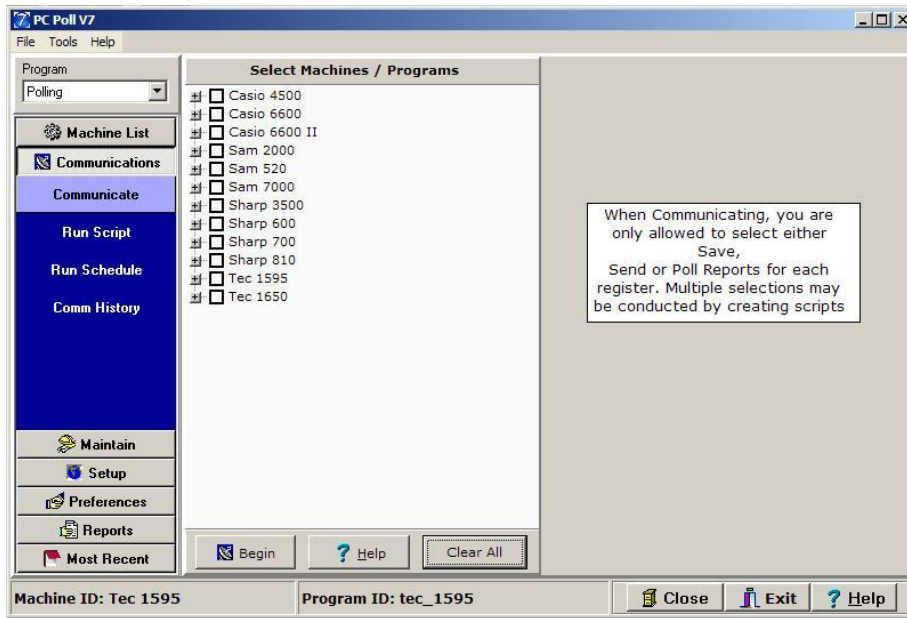 PC Poll V7
File Tools Help
Program
Polling
Machine List
Communications
Communicate
Run Script
Run Schedule
Comm History
Maintain
Setup
Preferences
Reports
Most Recent
Select Machines / Programs
Casio 4500
Casio 6600
Casio 6600 II
Sam 2000
Sam 520
Sam 7000
Sharp 3500
Sharp 600
Sharp 700
Sharp 810
Tec 1595
Tec 1650
Begin Help Clear All
When Communicating, you are
only allowed to select either
Save,
Send or Poll Reports for each
register. Multiple selections may
be conducted by creating scripts
Machine ID: Tec 1595 Program ID: tec_1595 Close Exit Help